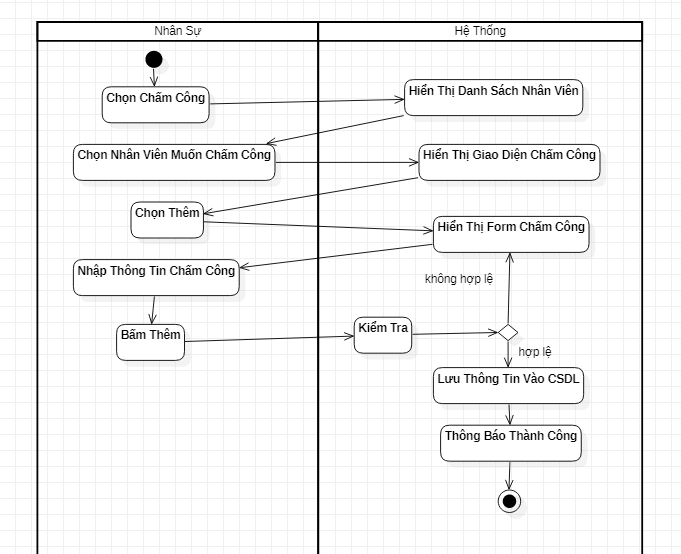 Nhân Sự
Hệ Thống
Chọn Chấm Công
Hiển Thị Danh Sách Nhân Viên
Chọn Nhân Viên Muốn Chấm Công
Hiển Thị Giao Diện Chấm Công
Chọn Thêm
Hiển Thị Form Chấm Công
Nhập Thông Tin Chấm Công
không hợp lệ
Bấm Thêm
Kiểm Tra
hợp lệ
Lưu Thông Tin Vào CSDL
Thông Báo Thành Công